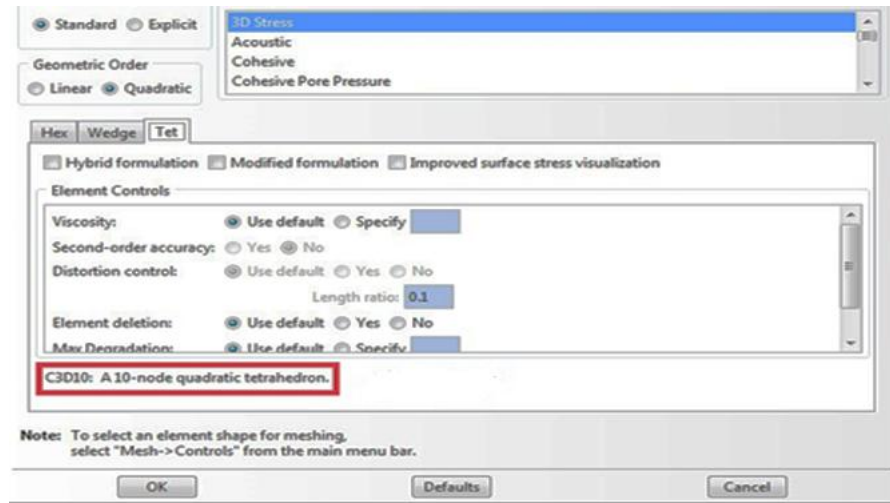 Standard Explicit
3D Stress
Acoustic
Cohesive
Cohesive Pore Pressure
Geometric Order
Linear Quadratic
Hex Wedge Tet
Hybrid formulation Modified formulation Improved surface stress visualization
Element Controls
Viscosity: Use default Specify
Second-order accuracy: Yes No
Distortion control: Use default Yes No
Length ratio: 0.1
Element deletion: Use default Yes No
Max Degradation: Use default Specify
C3D10: A 10-node quadratic tetrahedron.
Note: To select an element shape for meshing,
select "Mesh->Controls" from the main menu bar.
OK Defaults Cancel